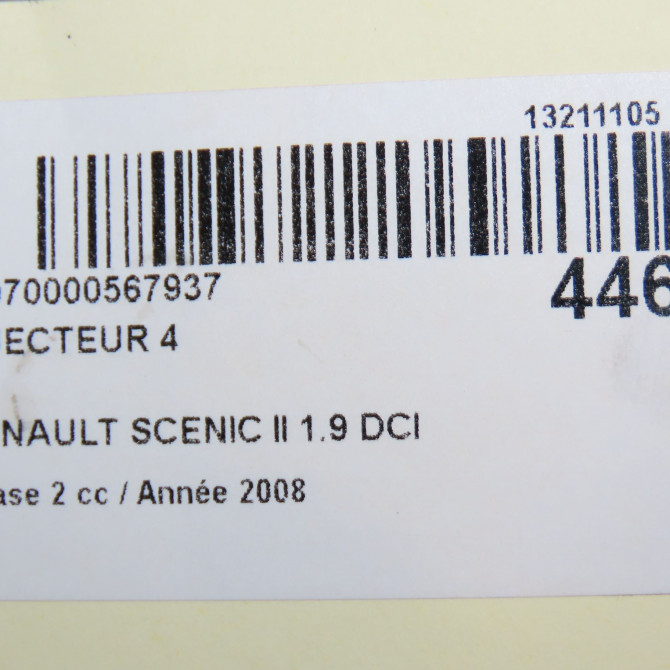 13211105
070000567937
446
ECTEUR 4
NAULT SCENIC II 1.9 DCI
ase 2 cc / Année 2008